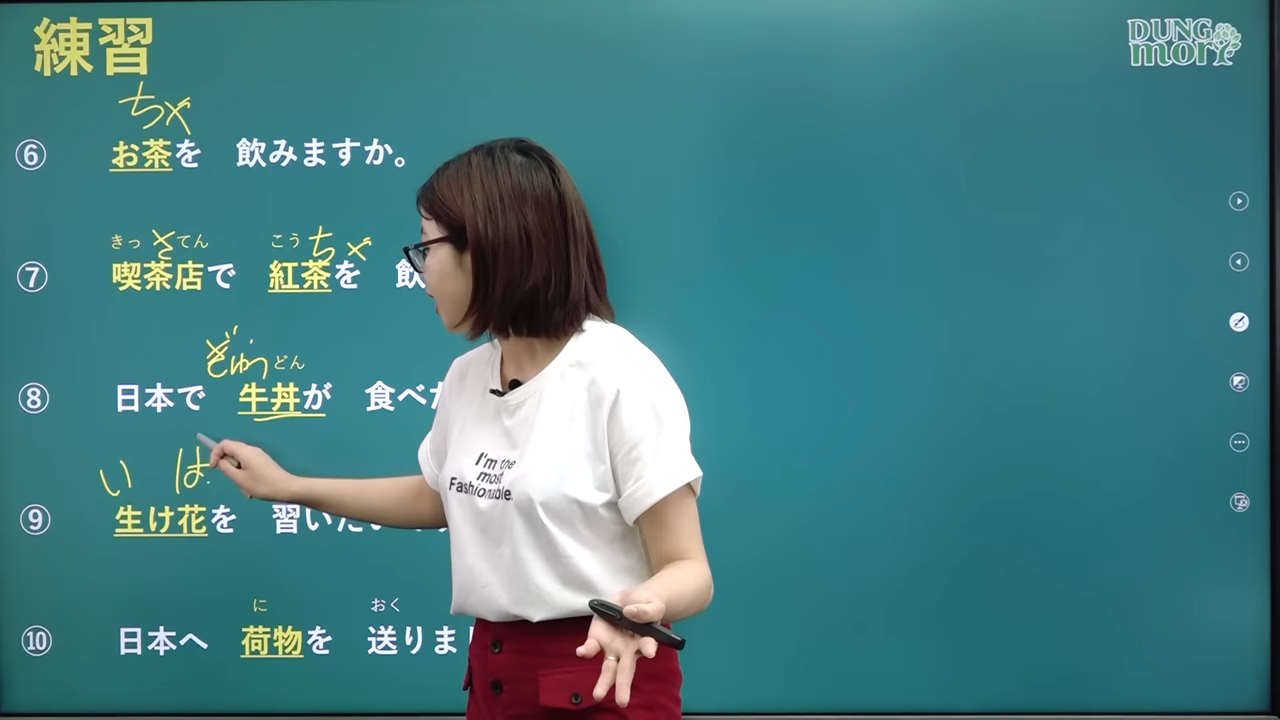 練習
DUNG
mori
ちゃ
⑥ お茶を 飲みますか。
きっ さ てん こう ちゃ
⑦ 喫茶店で 紅茶を 飲
ぎゅう どん
⑧ 日本で 牛丼が 食べ
い は
⑨ 生け花を 習いたい
に おく
⑩ 日本へ 荷物を 送りま
I'm the
most
Fashionable.